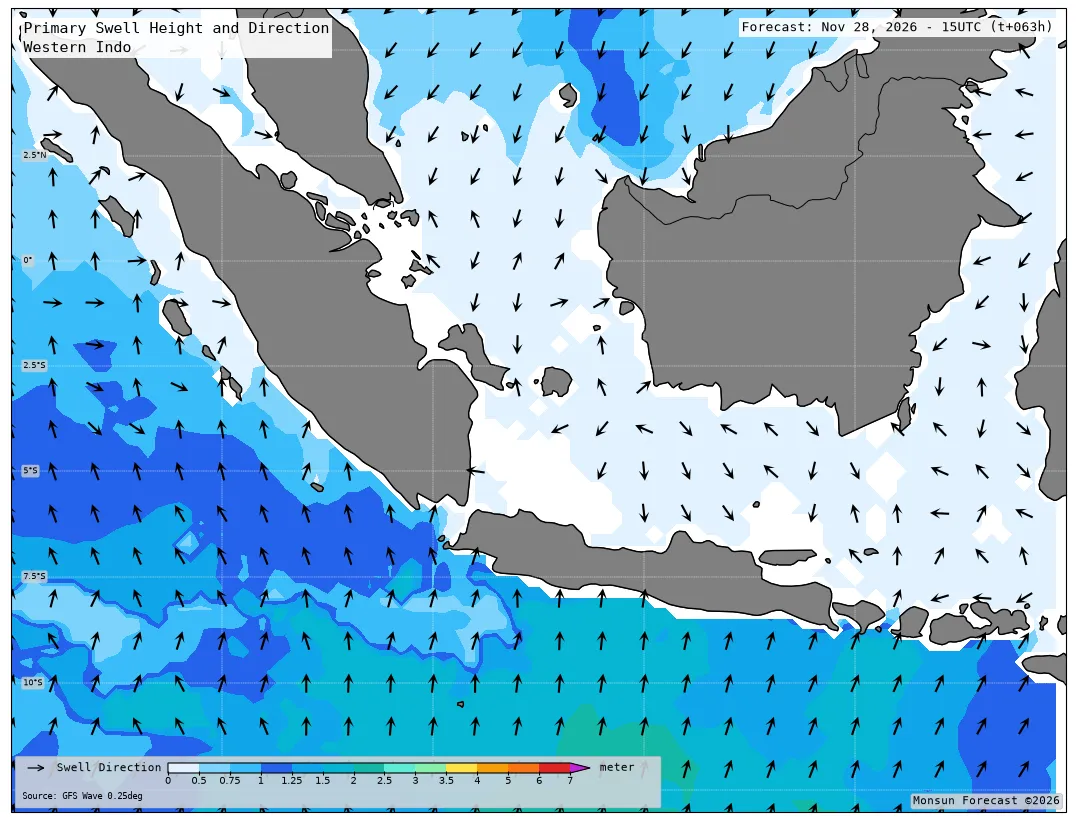 Primary Swell Height and Direction
Western Indo
Forecast: Nov 28, 2026 - 15UTC (t+063h)
2.5°N
0°
2.5°S
5°S
7.5°S
10°S
Swell Direction
0 0.5 0.75 1 1.25 1.5 2 2.5 3 3.5 4 5 6 7
meter
Source: GFS Wave 0.25deg
Monsun Forecast ©2026